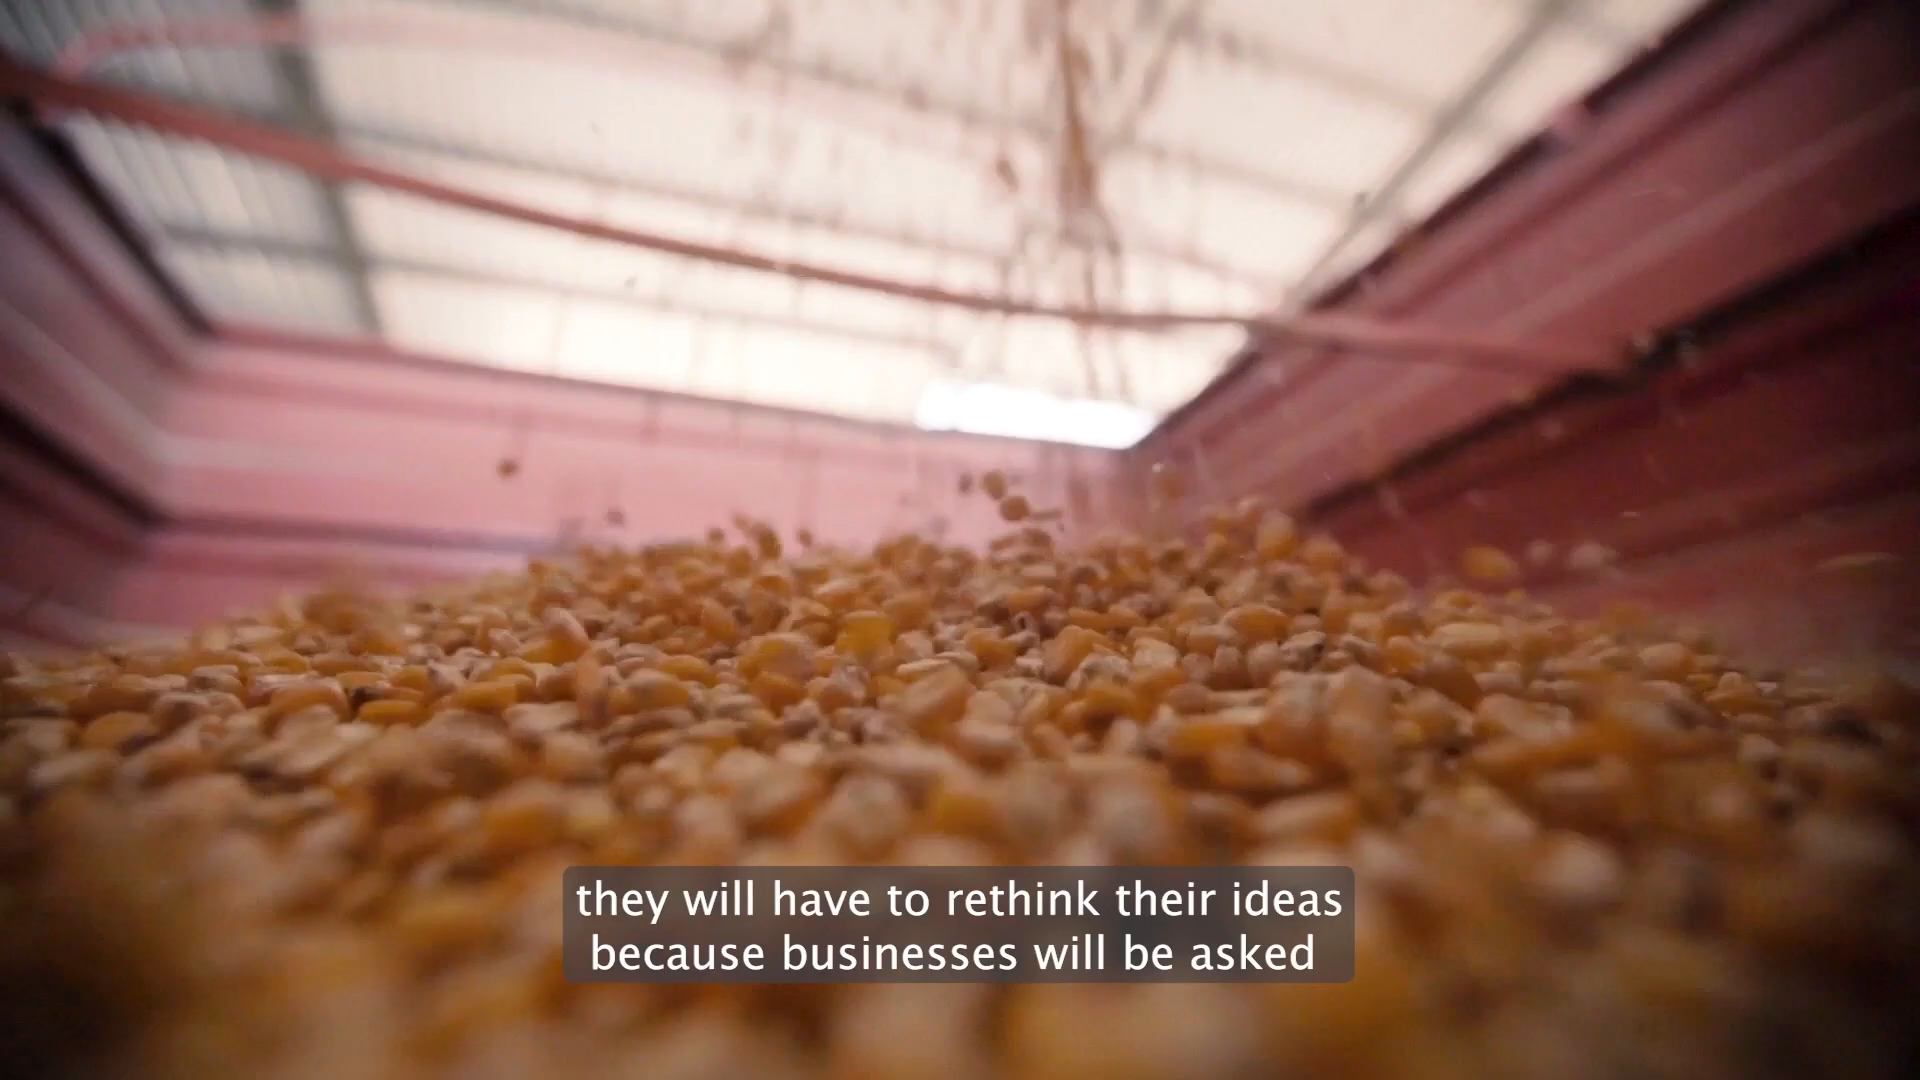 they will have to rethink their ideas
because businesses will be asked